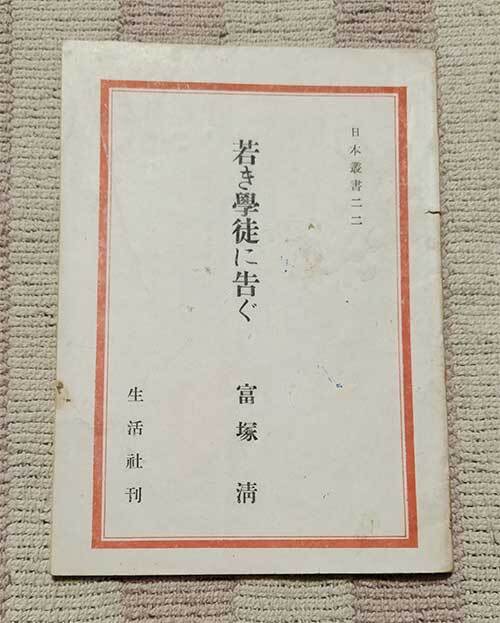 日本叢書二二
若き學徒に告ぐ
富塚清
生活社刊